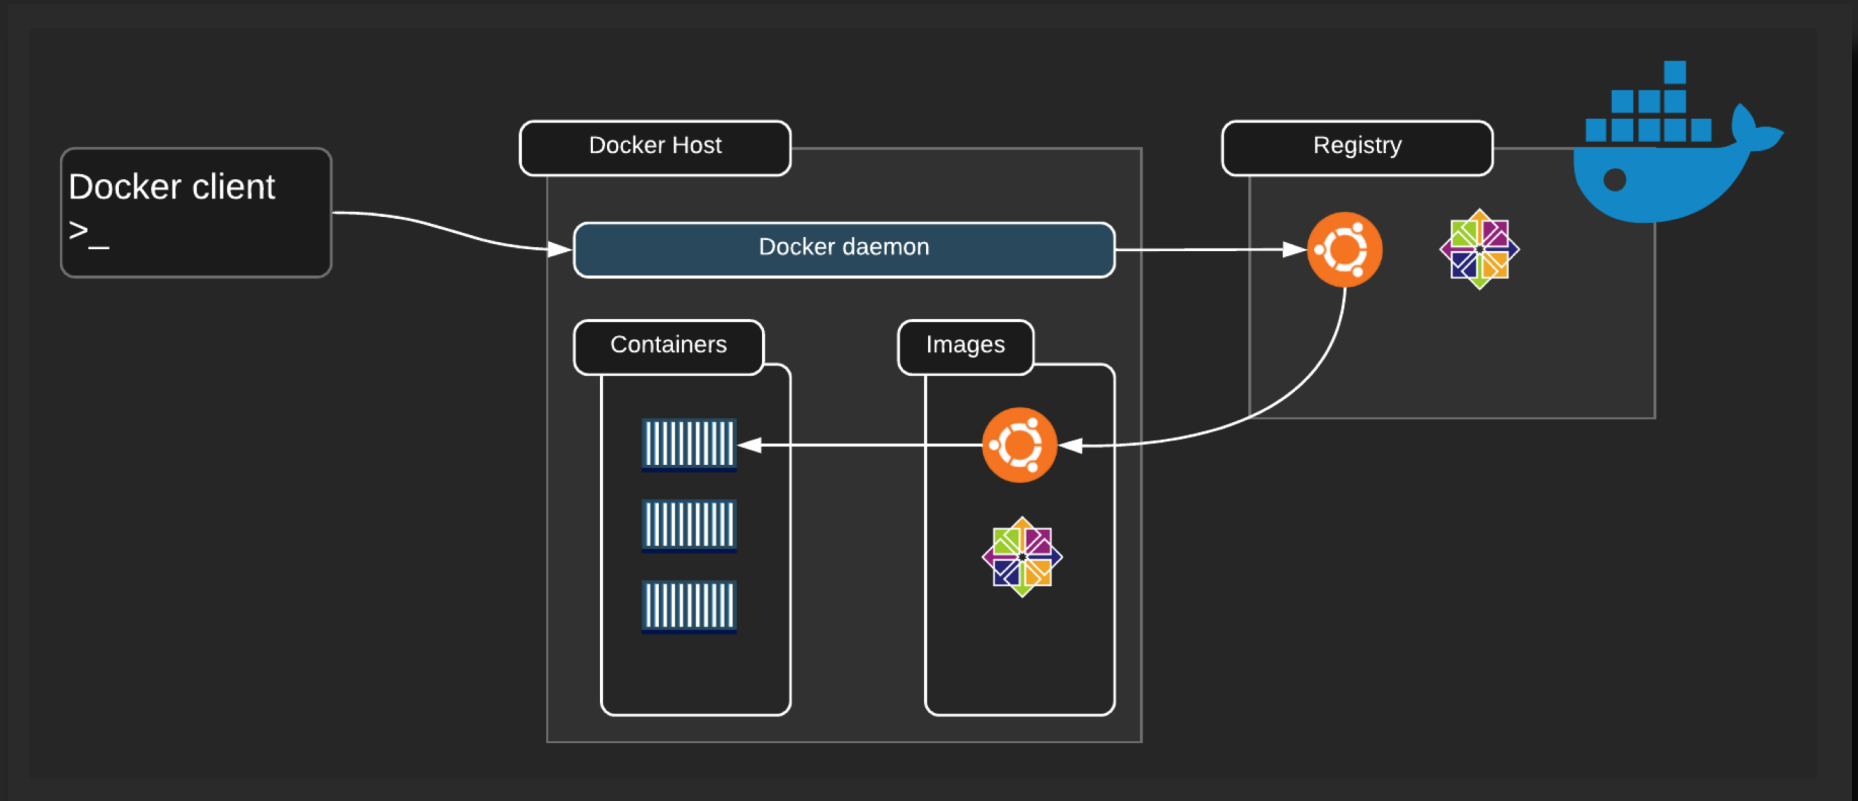 Docker client
>_
Docker Host
Docker daemon
Containers
Images
Registry